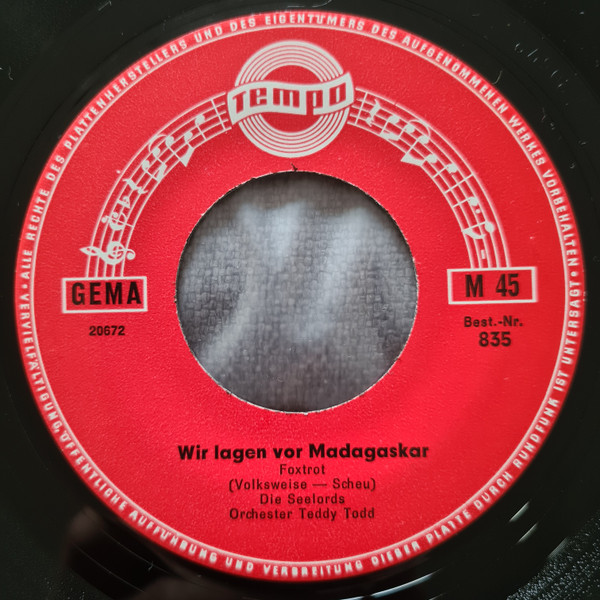 ALLE RECHTE DES PLATTENHERSTELLERS UND DES EIGENTÜMERS DES AUFGENOMMENEN WERKES VORBEHALTEN • VERVIELFÄLTIGUNG, ÖFFENTLICHE AUFFÜHRUNG UND VERBREITUNG DIESER PLATTE DURCH RUNDFUNK IST UNTERSAGT •
Tempo
GEMA
20672
M 45
Best.-Nr.
835
Wir lagen vor Madagaskar
Foxtrot
(Volksweise — Scheu)
Die Seelords
Orchester Teddy Todd